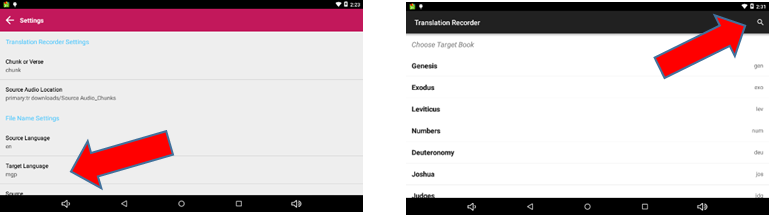 2:23
Settings
Translation Recorder Settings
Chunk or Verse
chunk
Source Audio Location
primary:0 downloads/Source Audio_Chunks
File Name Settings
Source Language
en
Target Language
mgp
Source
2:31
Translation Recorder
Choose Target Book
Genesis gen
Exodus exo
Leviticus lev
Numbers num
Deuteronomy deu
Joshua jos
Judges jdg